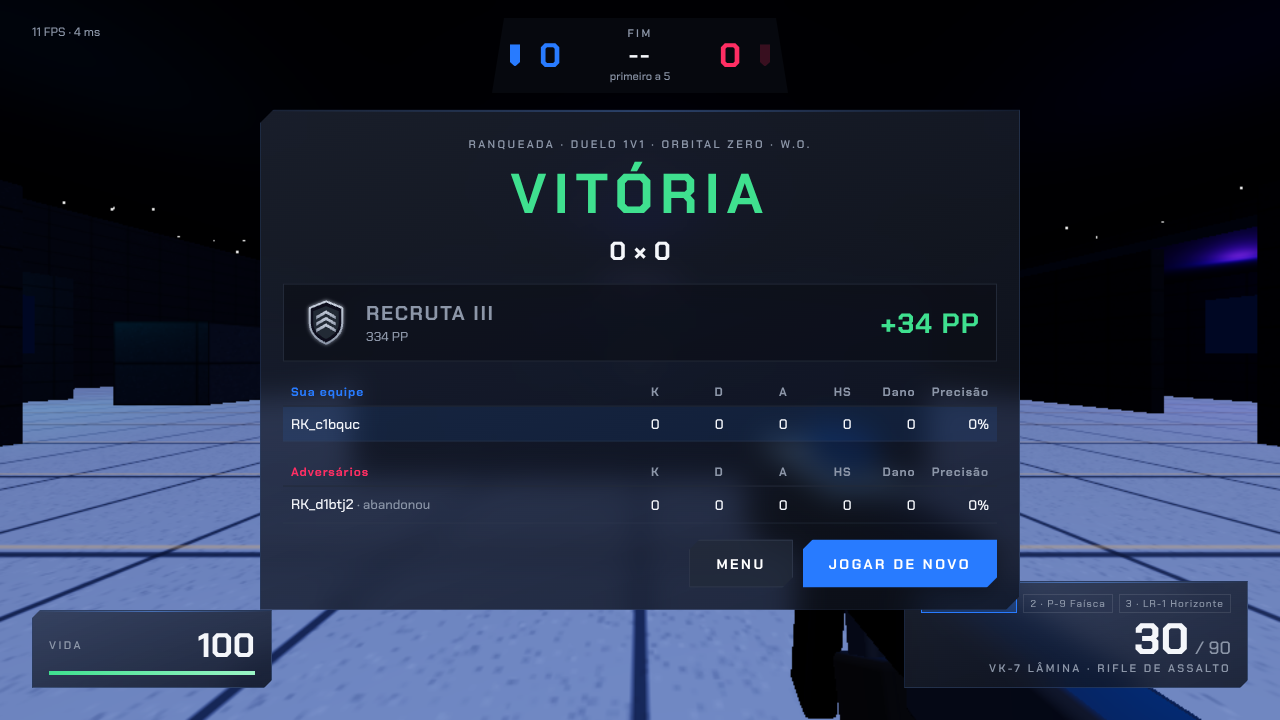 11 FPS · 4 ms
FIM
0 -- 0
primeiro a 5
RANQUEADA · DUELO 1V1 · ORBITAL ZERO · W.O.
VITÓRIA
0 × 0
RECRUTA III
334 PP
+34 PP
Sua equipe K D A HS Dano Precisão
RK_c1bquc 0 0 0 0 0 0%
Adversários K D A HS Dano Precisão
RK_d1btj2 · abandonou 0 0 0 0 0 0%
MENU
JOGAR DE NOVO
2 · P-9 Faísca
3 · LR-1 Horizonte
VIDA 100
30 / 90
VK-7 LÂMINA · RIFLE DE ASSALTO